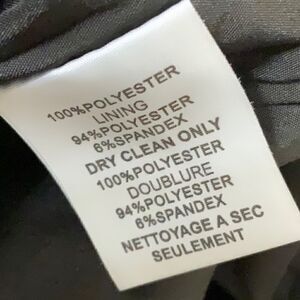 100%POLYESTER
LINING
94%POLYESTER
6%SPANDEX
DRY CLEAN ONLY
100%POLYESTER
DOUBLURE
94%POLYESTER
6%SPANDEX
NETTOYAGE A SEC
SEULEMENT